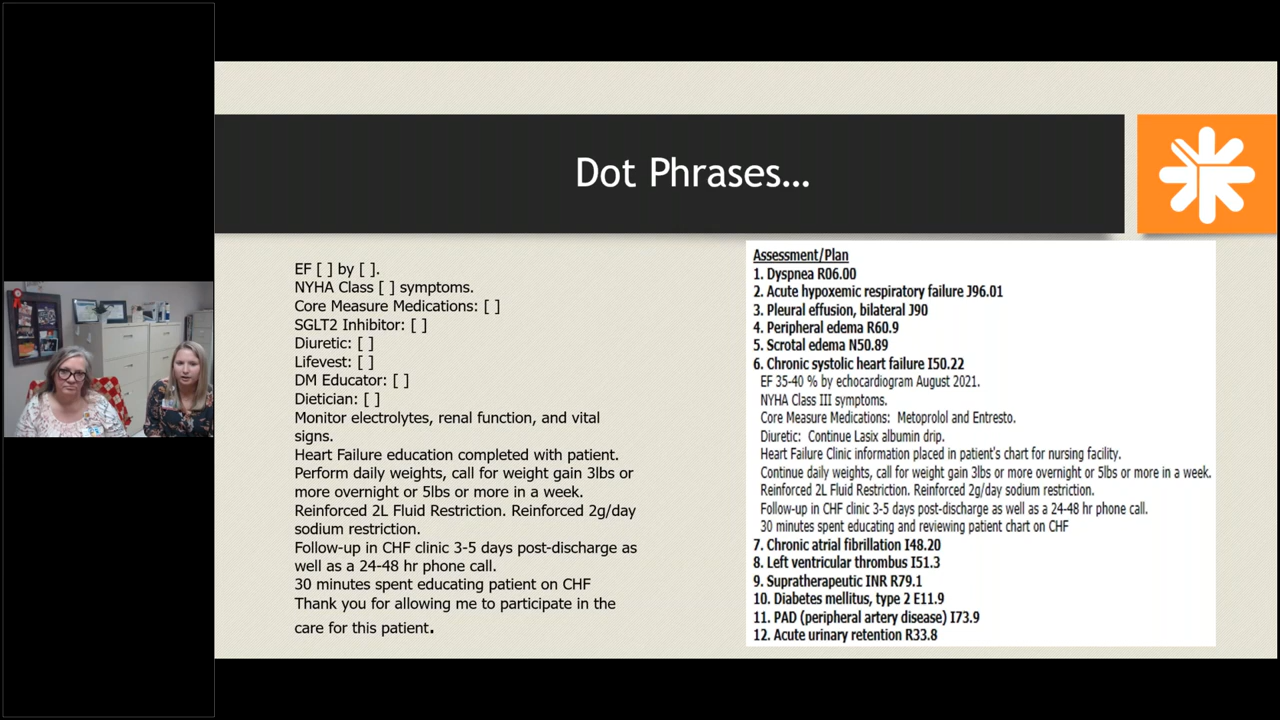 Dot Phrases...
EF [ ] by [ ].
NYHA Class [ ] symptoms.
Core Measure Medications: [ ]
SGLT2 Inhibitor: [ ]
Diuretic: [ ]
Lifevest: [ ]
DM Educator: [ ]
Dietician: [ ]
Monitor electrolytes, renal function, and vital
signs.
Heart Failure education completed with patient.
Perform daily weights, call for weight gain 3lbs or
more overnight or 5lbs or more in a week.
Reinforced 2L Fluid Restriction. Reinforced 2g/day
sodium restriction.
Follow-up in CHF clinic 3-5 days post-discharge as
well as a 24-48 hr phone call.
30 minutes spent educating patient on CHF
Thank you for allowing me to participate in the
care for this patient.
Assessment/Plan
1. Dyspnea R06.00
2. Acute hypoxemic respiratory failure J96.01
3. Pleural effusion, bilateral J90
4. Peripheral edema R60.9
5. Scrotal edema N50.89
6. Chronic systolic heart failure I50.22
EF 35-40 % by echocardiogram August 2021.
NYHA Class III symptoms.
Core Measure Medications: Metoprolol and Entresto.
Diuretic: Continue Lasix albumin drip.
Heart Failure Clinic information placed in patient's chart for nursing facility.
Continue daily weights, call for weight gain 3lbs or more overnight or 5lbs or more in a week.
Reinforced 2L Fluid Restriction. Reinforced 2g/day sodium restriction.
Follow-up in CHF clinic 3-5 days post-discharge as well as a 24-48 hr phone call.
30 minutes spent educating and reviewing patient chart on CHF
7. Chronic atrial fibrillation I48.20
8. Left ventricular thrombus I51.3
9. Supratherapeutic INR R79.1
10. Diabetes mellitus, type 2 E11.9
11. PAD (peripheral artery disease) I73.9
12. Acute urinary retention R33.8